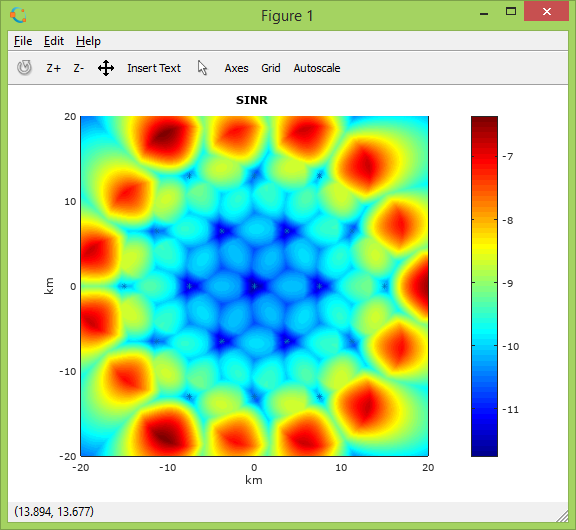 Figure 1
File Edit Help
Z+ Z- Insert Text Axes Grid Autoscale
SINR
20
10
0
-10
-20
km
-20 -10 0 10 20
km
-7
-8
-9
-10
-11
(13.894, 13.677)